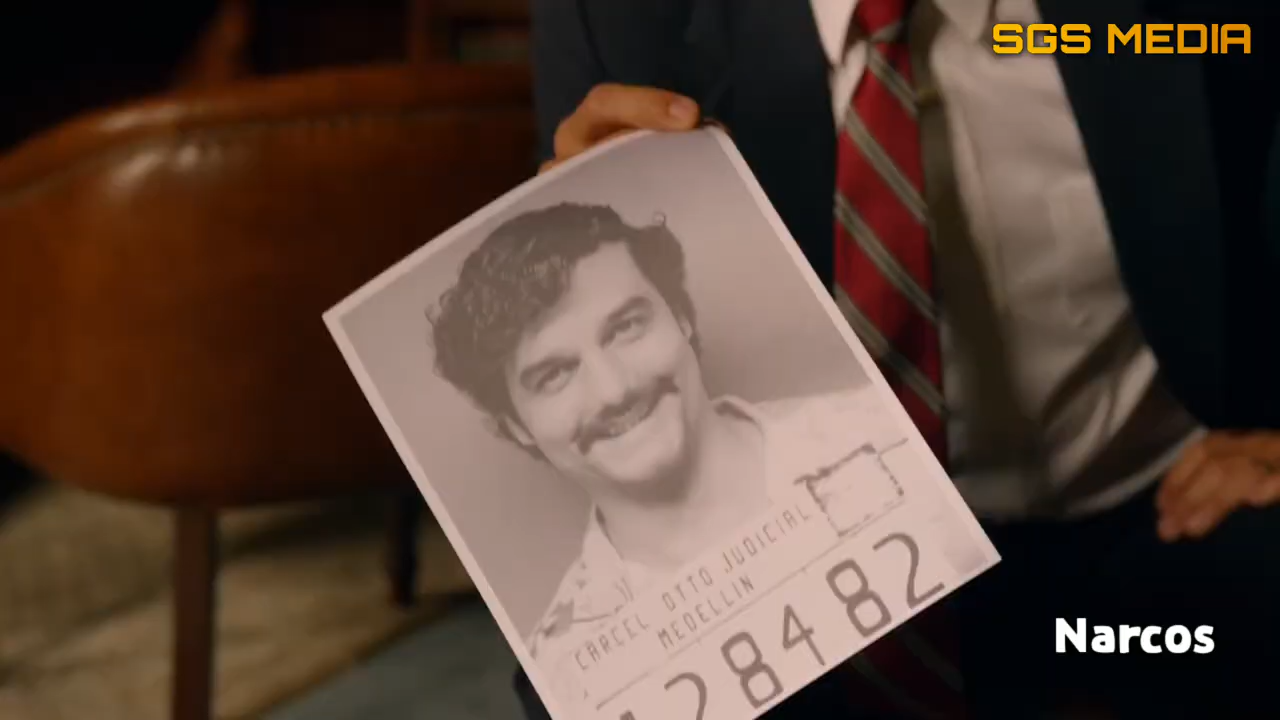 SGS MEDIA
CARCEL OTTO JUDICIAL
MEDELLIN
128482
Narcos